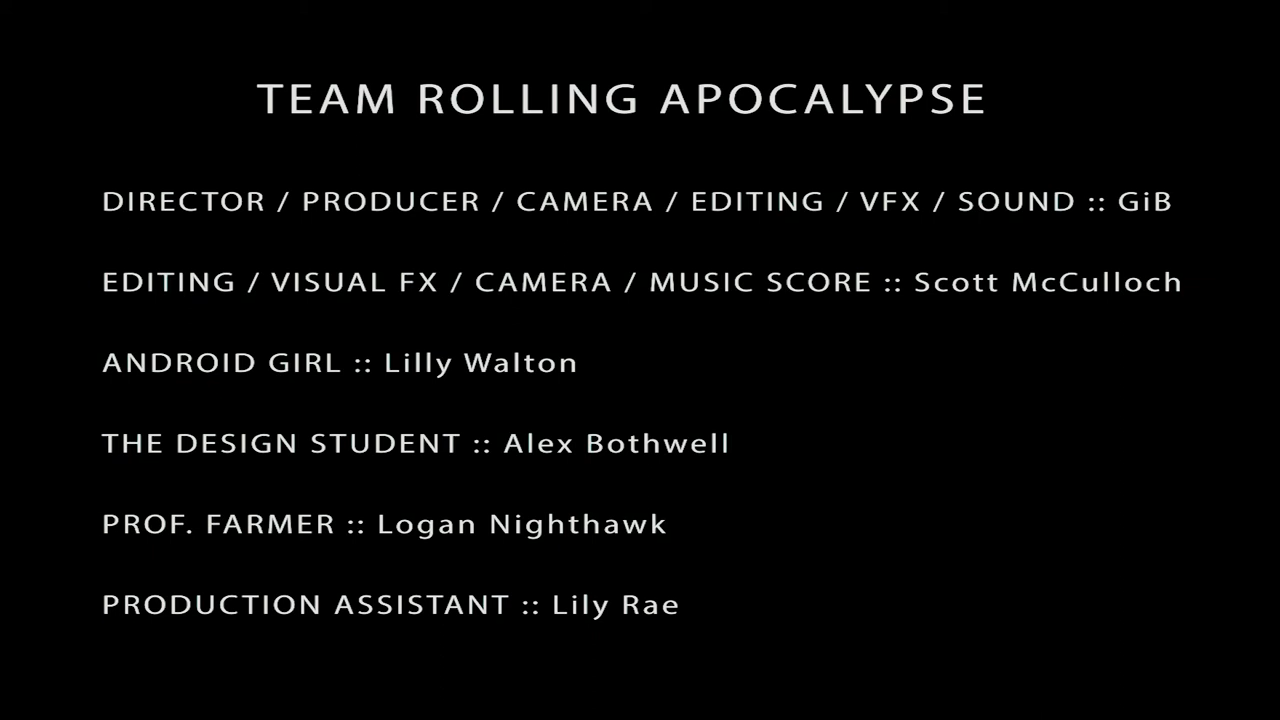 TEAM ROLLING APOCALYPSE
DIRECTOR / PRODUCER / CAMERA / EDITING / VFX / SOUND :: GiB
EDITING / VISUAL FX / CAMERA / MUSIC SCORE :: Scott McCulloch
ANDROID GIRL :: Lilly Walton
THE DESIGN STUDENT :: Alex Bothwell
PROF. FARMER :: Logan Nighthawk
PRODUCTION ASSISTANT :: Lily Rae